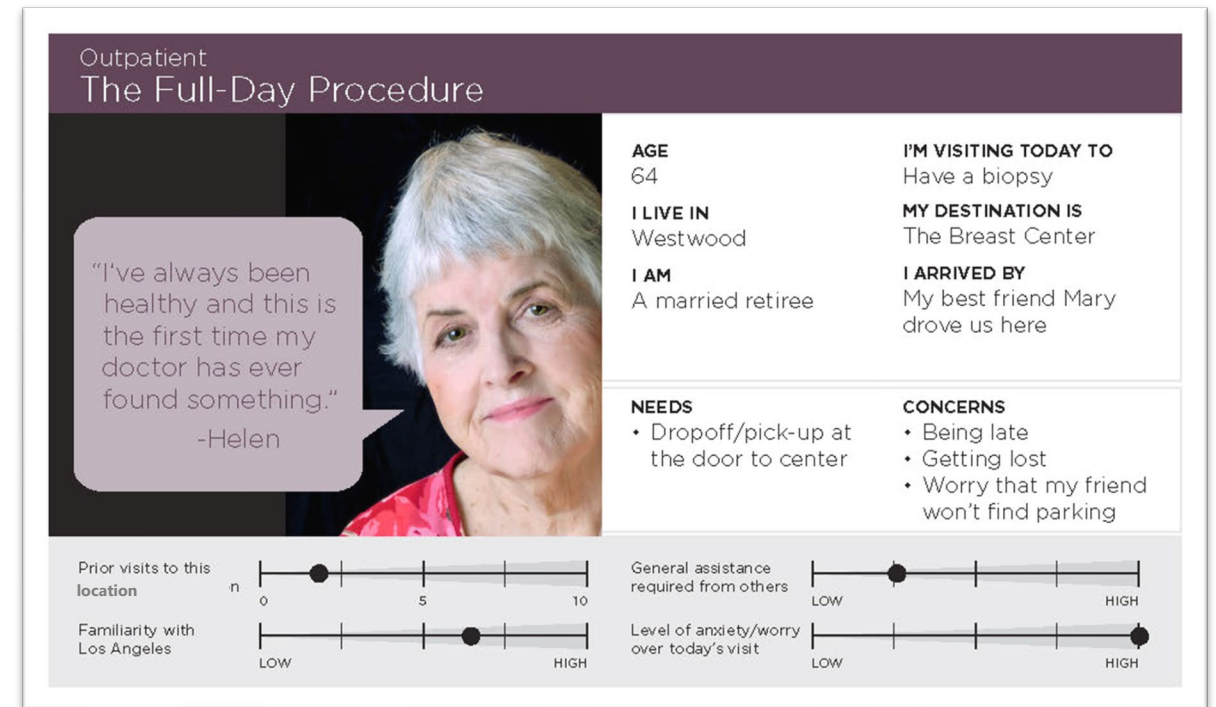 Outpatient
The Full-Day Procedure
“I’ve always been
healthy and this is
the first time my
doctor has ever
found something.”
-Helen
AGE
64
I LIVE IN
Westwood
I AM
A married retiree
I’M VISITING TODAY TO
Have a biopsy
MY DESTINATION IS
The Breast Center
I ARRIVED BY
My best friend Mary
drove us here
NEEDS
• Dropoff/pick-up at
the door to center
CONCERNS
• Being late
• Getting lost
• Worry that my friend
won’t find parking
Prior visits to this
location n
0 5 10
Familiarity with
Los Angeles
LOW HIGH
General assistance
required from others
LOW HIGH
Level of anxiety/worry
over today’s visit
LOW HIGH